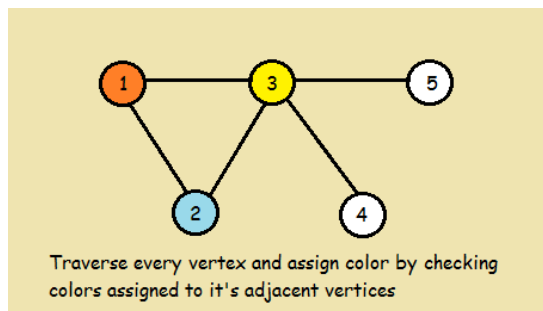 1
3
5
2
4
Traverse every vertex and assign color by checking
colors assigned to it's adjacent vertices